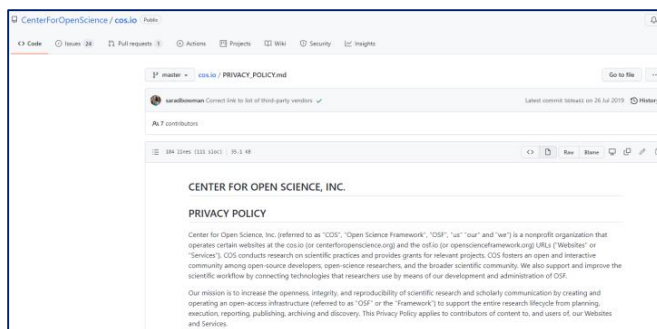 CenterForOpenScience / cos.io Public
Code Issues 24 Pull requests Actions Projects Wiki Security Insights
master cos.io / PRIVACY_POLICY.md Go to file
saradbowman Correct link to list of third-party vendors Latest commit on 26 Jul 2019 History
7 contributors
184 lines (111 sloc) 35.1 KB Raw Blame
CENTER FOR OPEN SCIENCE, INC.
PRIVACY POLICY
Center for Open Science, Inc. (referred to as "COS", "Open Science Framework", "OSF", "us" "our" and "we") is a nonprofit organization that
operates certain websites at the cos.io (or centerforopenscience.org) and the osf.io (or openscienceframework.org) URLs ("Websites" or
"Services"). COS conducts research on scientific practices and provides grants for relevant projects. COS fosters an open and interactive
community among open-source developers, open-science researchers, and the broader scientific community. We also support and improve the
scientific workflow by connecting technologies that researchers use by means of our development and administration of OSF.
Our mission is to increase the openness, integrity, and reproducibility of scientific research and scholarly communication by creating and
operating an open-access infrastructure (referred to as "OSF" or the "Framework") to support the entire research lifecycle from planning,
execution, reporting, publishing, archiving and discovery. This Privacy Policy applies to contributors of content to, and users of, our Websites
and Services.